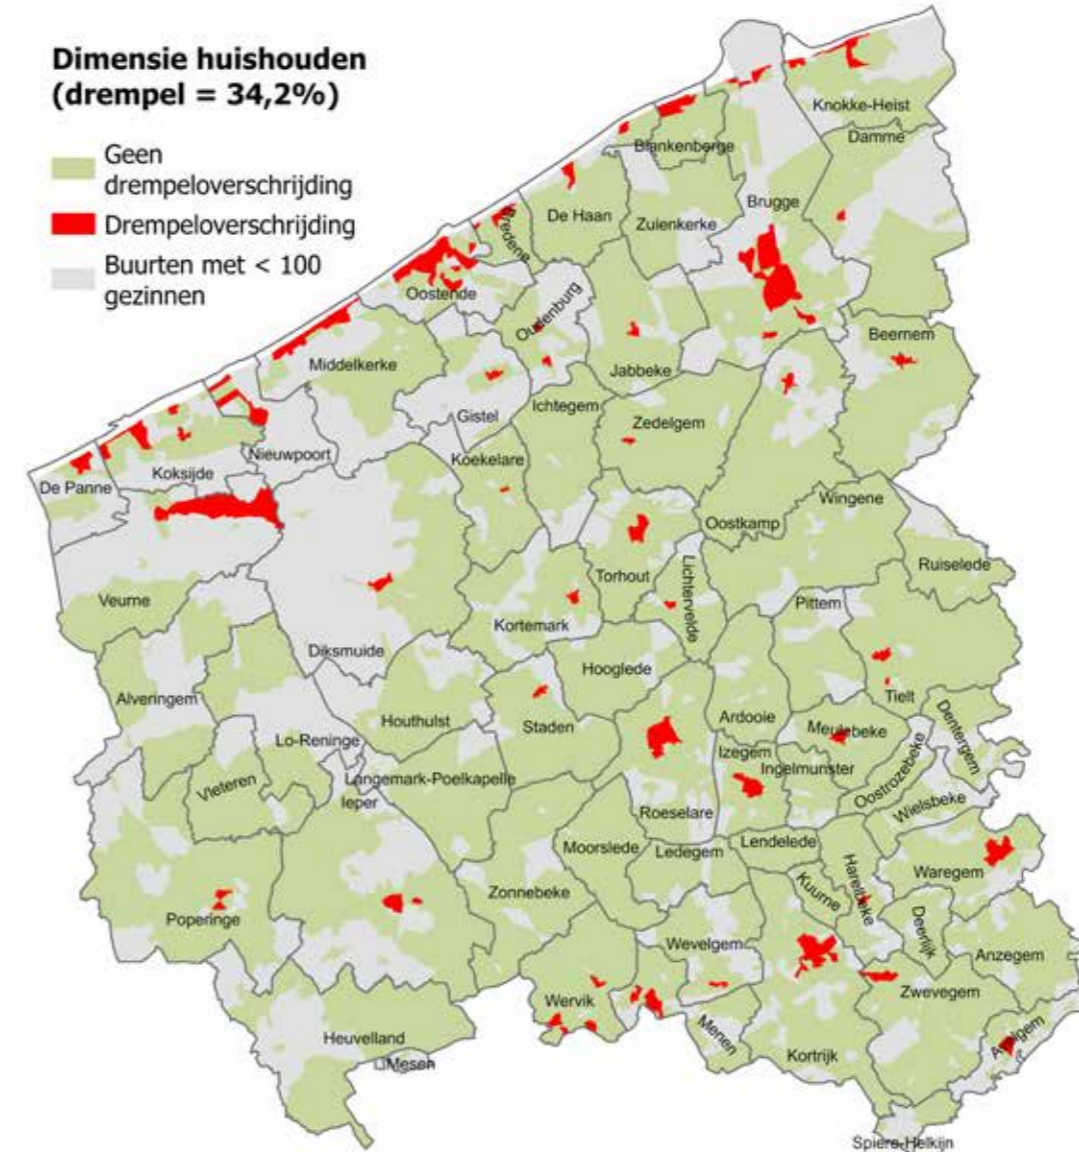 Dimensie huishouden
(drempel = 34,2%)
Geen
drempeloverschrijding
Drempeloverschrijding
Buurten met < 100
gezinnen
Knokke-Heist
Damme
Blankenberge
Brugge
De Haan
Zuienkerke
Bredene
Oostende
Oudenburg
Beernem
Middelkerke
Jabbeke
Ichtegem
Gistel
Zedelgem
Nieuwpoort
Koekelare
Koksijde
De Panne
Wingene
Oostkamp
Ruiselede
Torhout
Lichtervelde
Veurne
Pittem
Kortemark
Diksmuide
Hooglede
Alveringem
Tielt
Houthulst
Staden
Ardooie
Dentergem
Meulebeke
Lo-Reninge
Izegem
Ingelmunster
Oostrozebeke
Langemark-Poelkapelle
Vleteren
Ieper
Wielsbeke
Roeselare
Moorslede
Ledegem
Lendelede
Harelbeke
Waregem
Kuurne
Zonnebeke
Poperinge
Deerlijk
Wevelgem
Anzegem
Zwevegem
Wervik
Menen
Avelgem
Heuvelland
Kortrijk
Mesen
Spiere-Helkijn